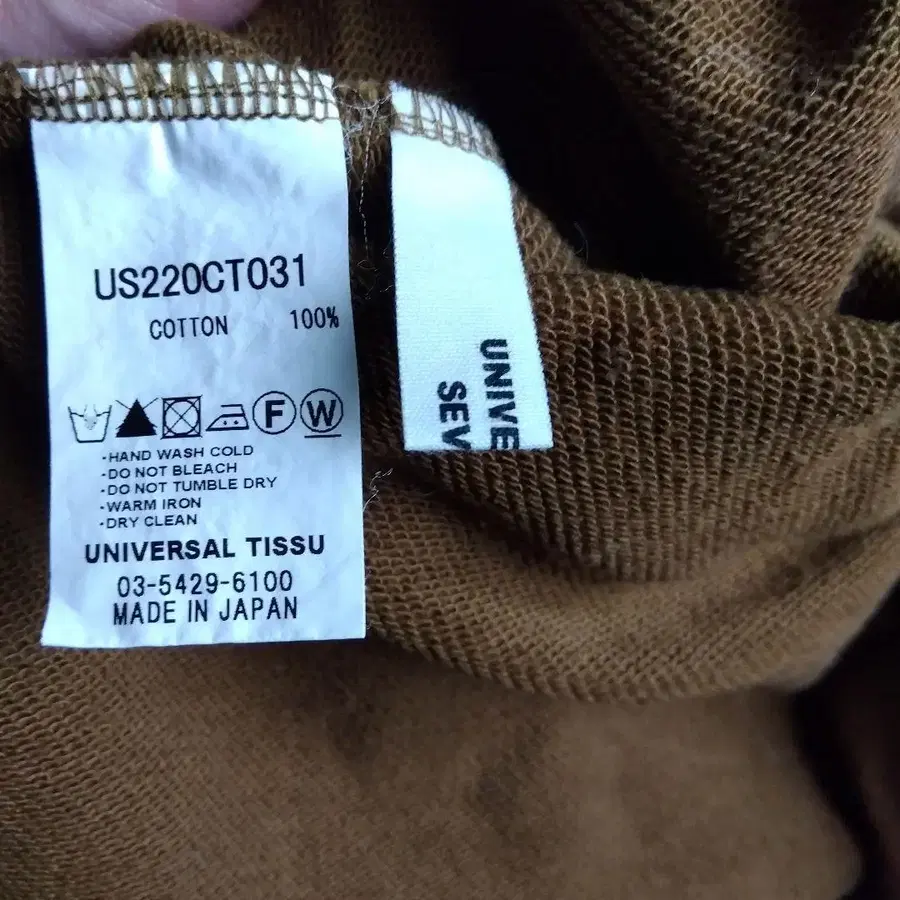 US220CT031
COTTON 100%
F W
·HAND WASH COLD
·DO NOT BLEACH
·DO NOT TUMBLE DRY
·WARM IRON
·DRY CLEAN
UNIVERSAL TISSU
03-5429-6100
MADE IN JAPAN
UNIVE
SEV